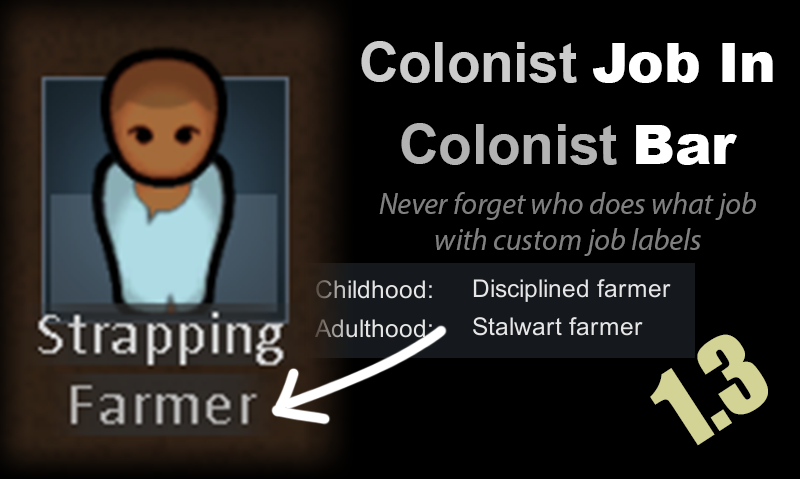 Colonist Job In
Colonist Bar
Never forget who does what job
with custom job labels
Childhood: Disciplined farmer
Adulthood: Stalwart farmer
Strapping
Farmer
1.3